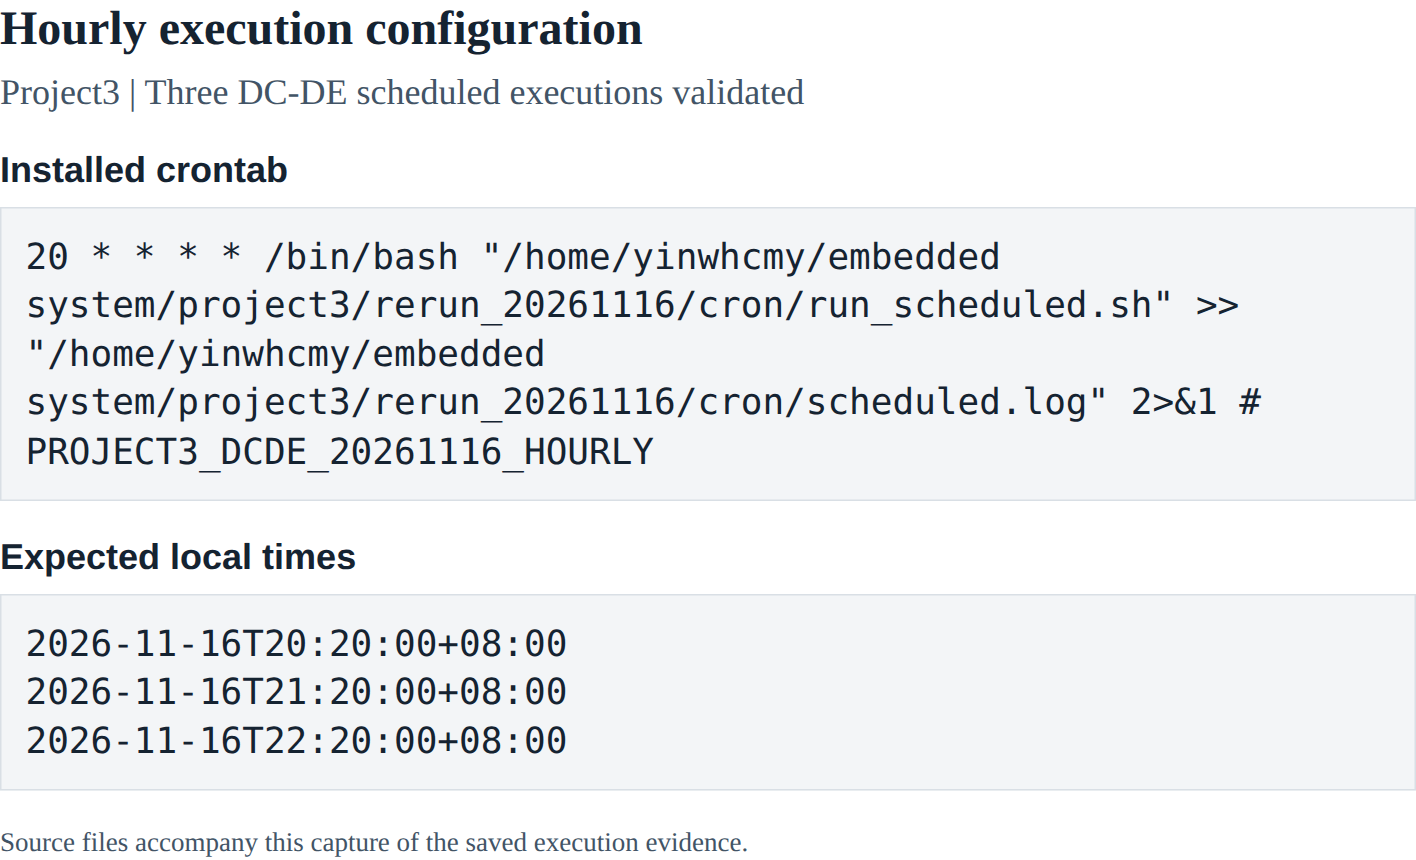 Hourly execution configuration
Project3 | Three DC-DE scheduled executions validated
Installed crontab
20 * * * * /bin/bash "/home/yinwhcmy/embedded
system/project3/rerun_20261116/cron/run_scheduled.sh" >>
"/home/yinwhcmy/embedded
system/project3/rerun_20261116/cron/scheduled.log" 2>&1 #
PROJECT3_DCDE_20261116_HOURLY
Expected local times
2026-11-16T20:20:00+08:00
2026-11-16T21:20:00+08:00
2026-11-16T22:20:00+08:00
Source files accompany this capture of the saved execution evidence.